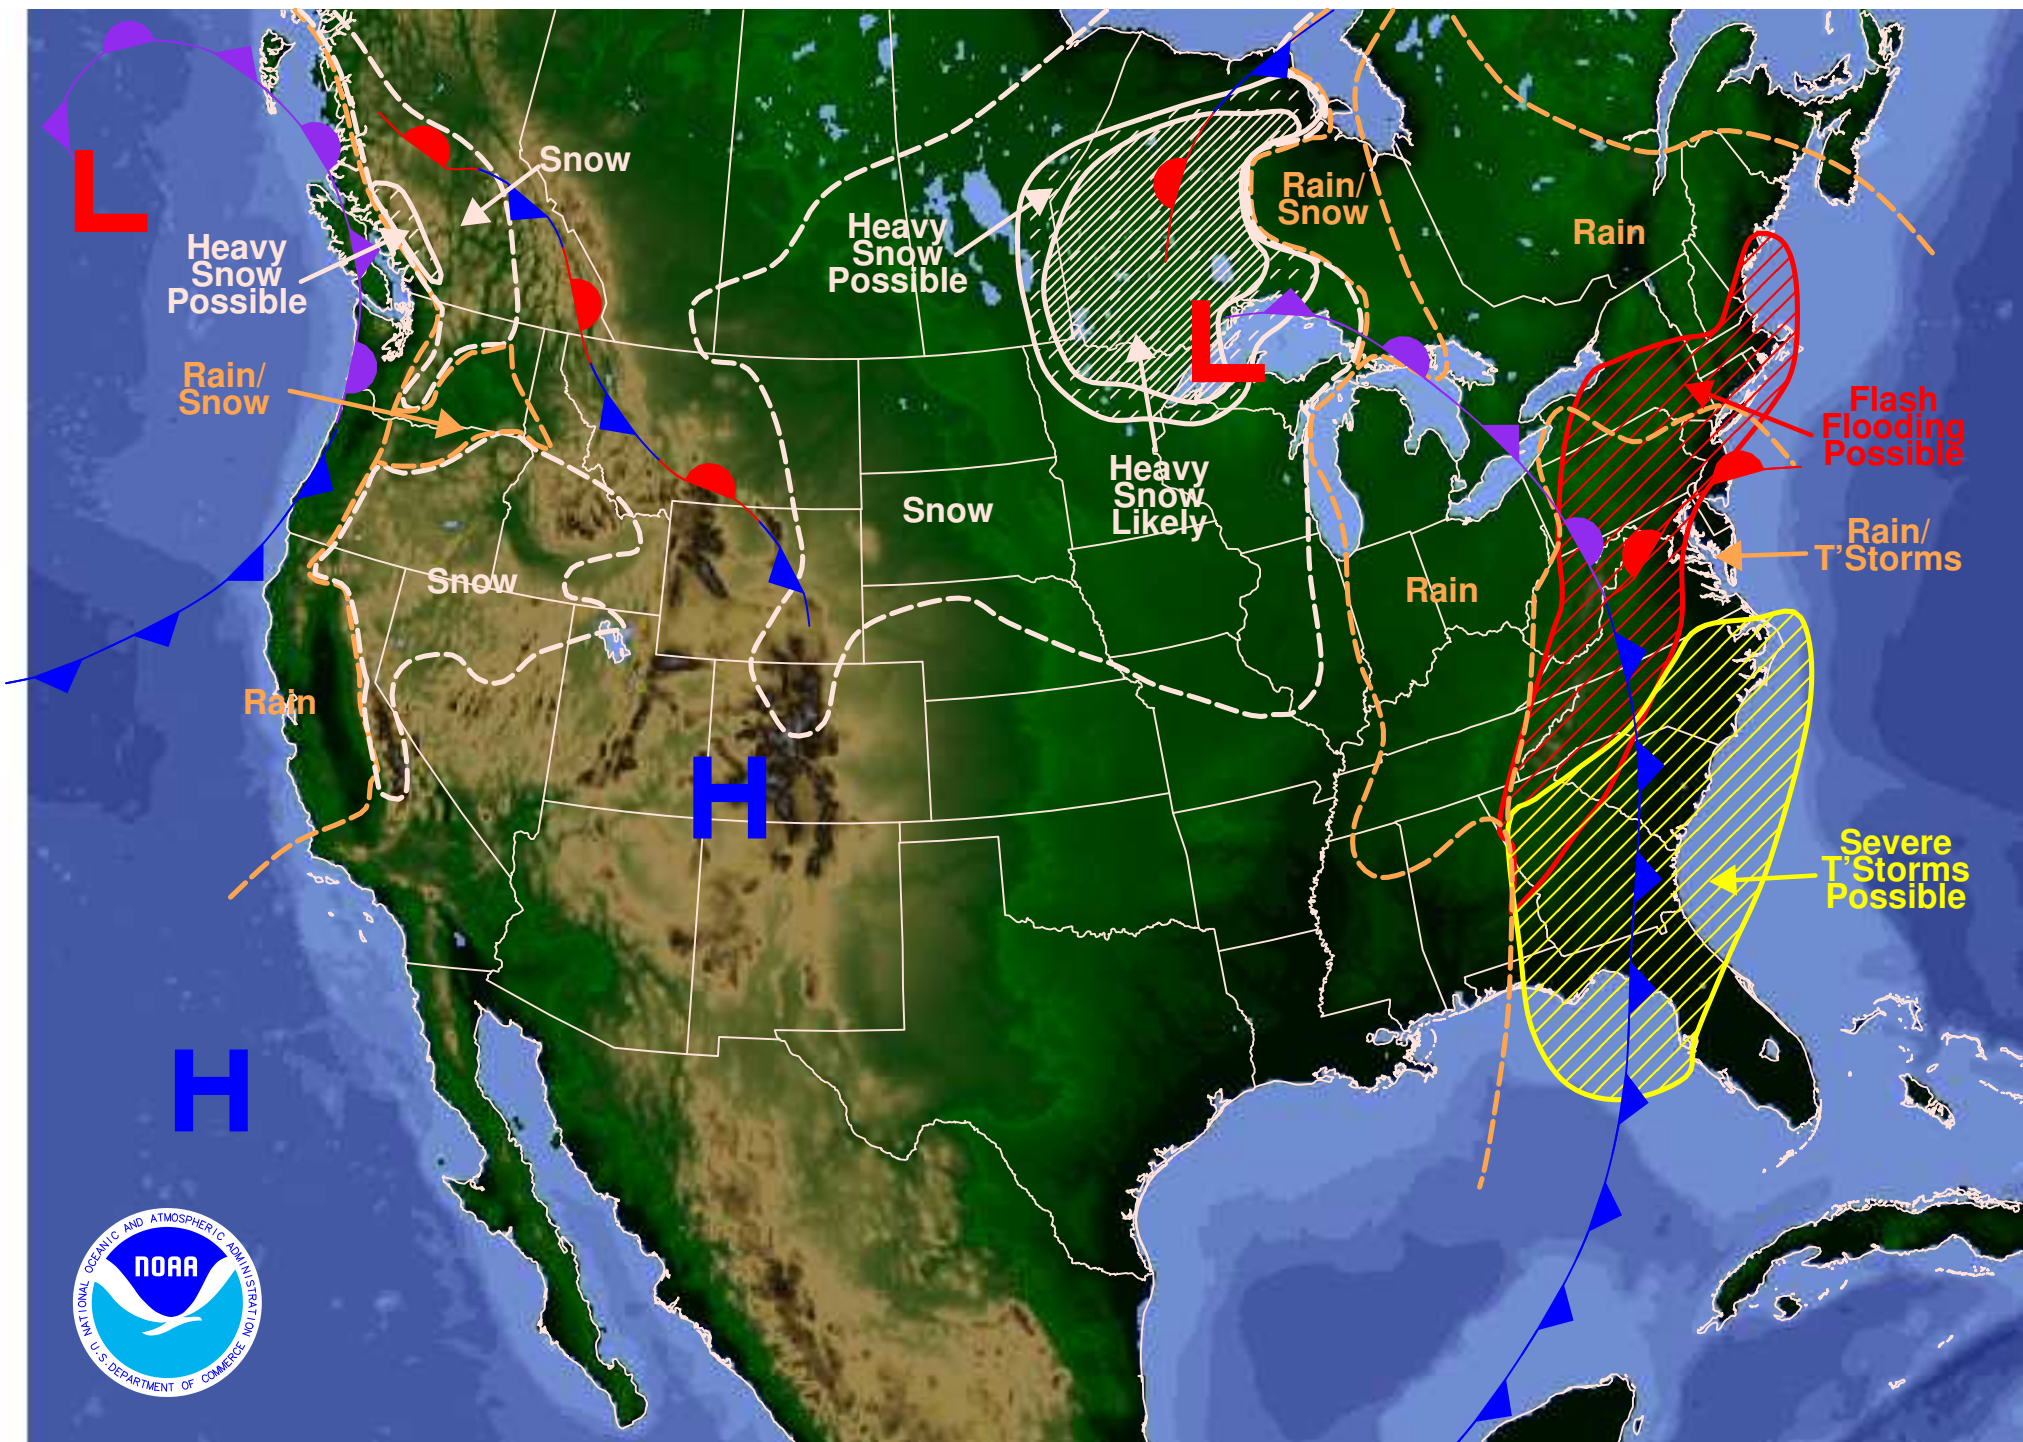 Snow
Heavy
Snow
Possible
Rain/
Snow
Heavy
Snow
Possible
Rain/
Snow
Rain
Flash
Flooding
Possible
Heavy
Snow
Likely
Snow
Rain/
T'Storms
Snow
Rain
Rain
Severe
T'Storms
Possible
L
L
H
H
NATIONAL OCEANIC AND ATMOSPHERIC ADMINISTRATION
NOAA
U.S. DEPARTMENT OF COMMERCE